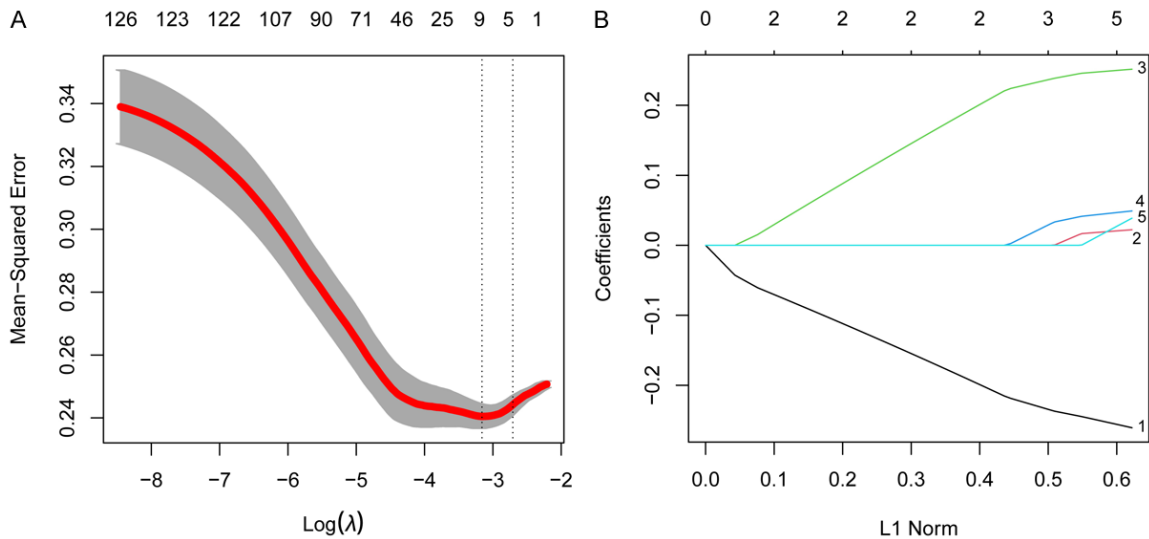 A
126 123 122 107 90 71 46 25 9 5 1
Mean−Squared Error
0.34
0.32
0.30
0.28
0.26
0.24
−8 −7 −6 −5 −4 −3 −2
Log(λ)
B
0 2 2 2 2 3 5
Coefficients
0.2
0.1
0.0
−0.1
−0.2
3
4
5
2
1
0.0 0.1 0.2 0.3 0.4 0.5 0.6
L1 Norm